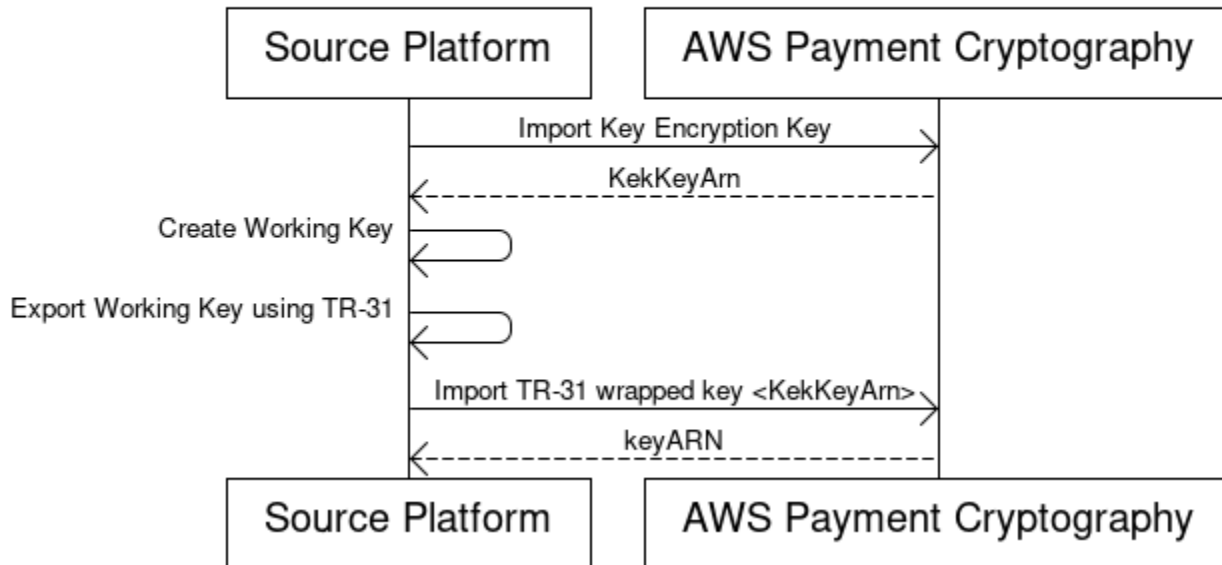 Source Platform
AWS Payment Cryptography
Import Key Encryption Key
KekKeyArn
Create Working Key
Export Working Key using TR-31
Import TR-31 wrapped key <KekKeyArn>
keyARN
Source Platform
AWS Payment Cryptography